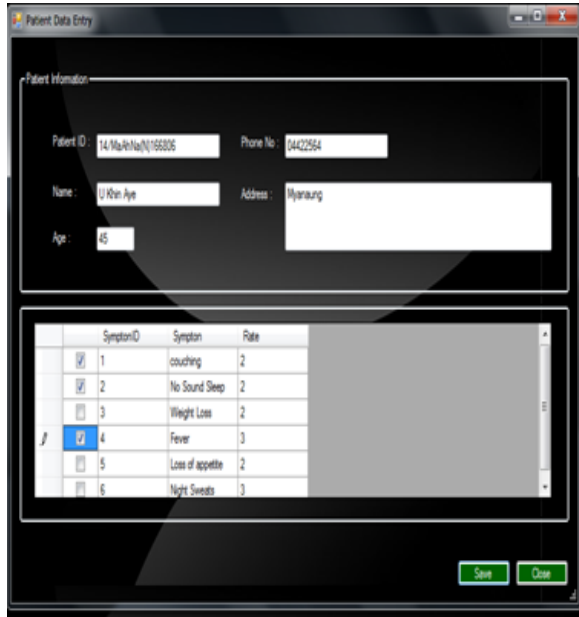 Patient Data Entry
Patient Information
Patient ID : 14/MaAhNa(N)166806 Phone No : 04422564
Name : U Khin Aye Address : Myanaung
Age : 45
SymptonID Sympton Rate
1 couching 2
2 No Sound Sleep 2
3 Weight Loss 2
4 Fever 3
5 Loss of appetite 2
6 Night Sweats 3
Save Close